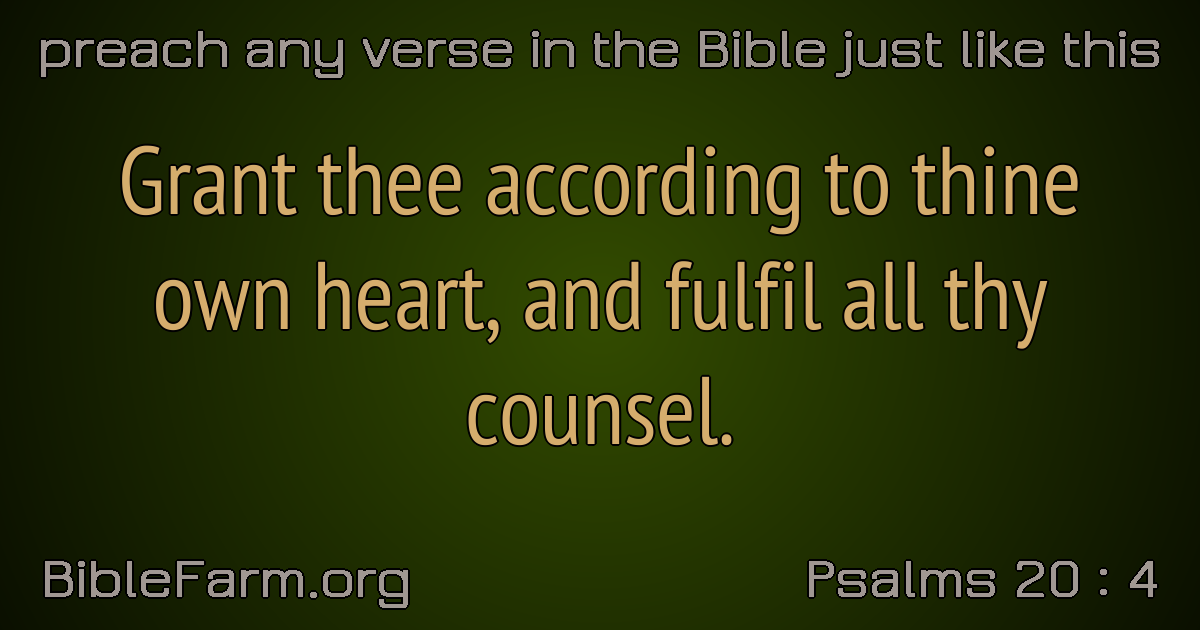 preach any verse in the Bible just like this
Grant thee according to thine
own heart, and fulfil all thy
counsel.
BibleFarm.org
Psalms 20 : 4